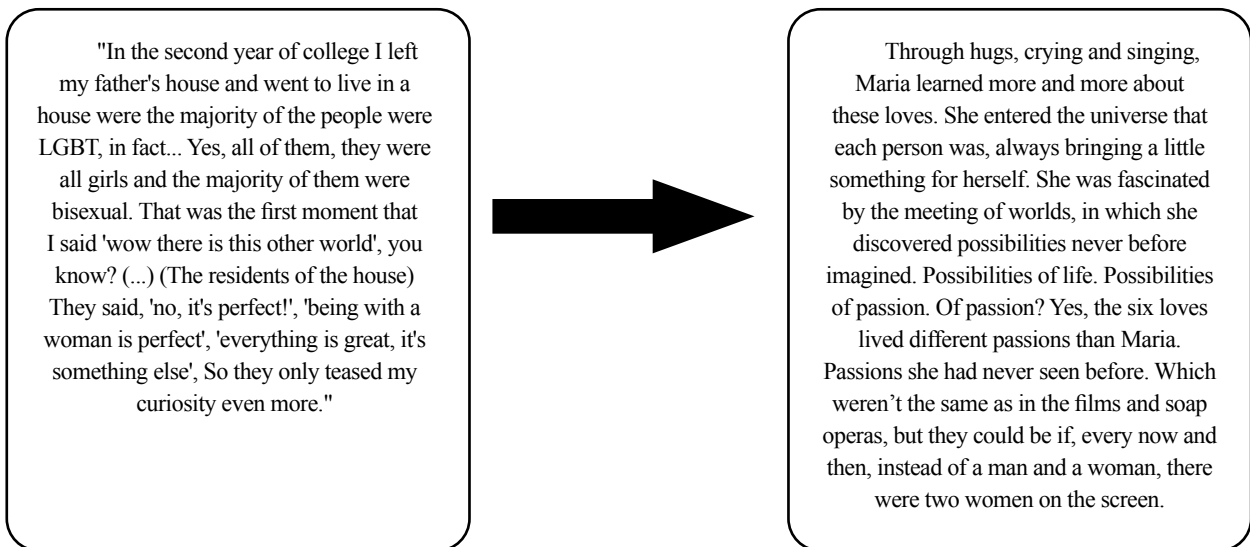 "In the second year of college I left
my father's house and went to live in a
house were the majority of the people were
LGBT, in fact... Yes, all of them, they were
all girls and the majority of them were
bisexual. That was the first moment that
I said 'wow there is this other world', you
know? (...) (The residents of the house)
They said, 'no, it's perfect!', 'being with a
woman is perfect', 'everything is great, it's
something else', So they only teased my
curiosity even more."
Through hugs, crying and singing,
Maria learned more and more about
these loves. She entered the universe that
each person was, always bringing a little
something for herself. She was fascinated
by the meeting of worlds, in which she
discovered possibilities never before
imagined. Possibilities of life. Possibilities
of passion. Of passion? Yes, the six loves
lived different passions than Maria.
Passions she had never seen before. Which
weren’t the same as in the films and soap
operas, but they could be if, every now and
then, instead of a man and a woman, there
were two women on the screen.